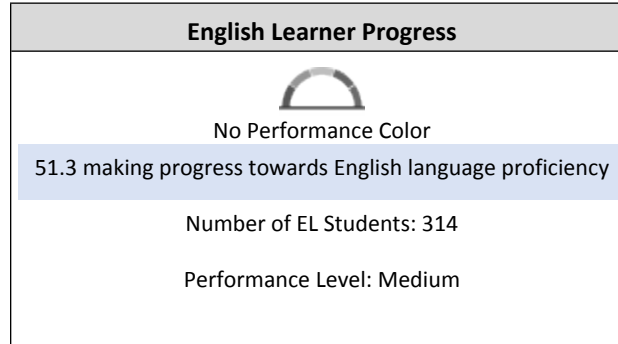 English Learner Progress
No Performance Color
51.3 making progress towards English language proficiency
Number of EL Students: 314
Performance Level: Medium